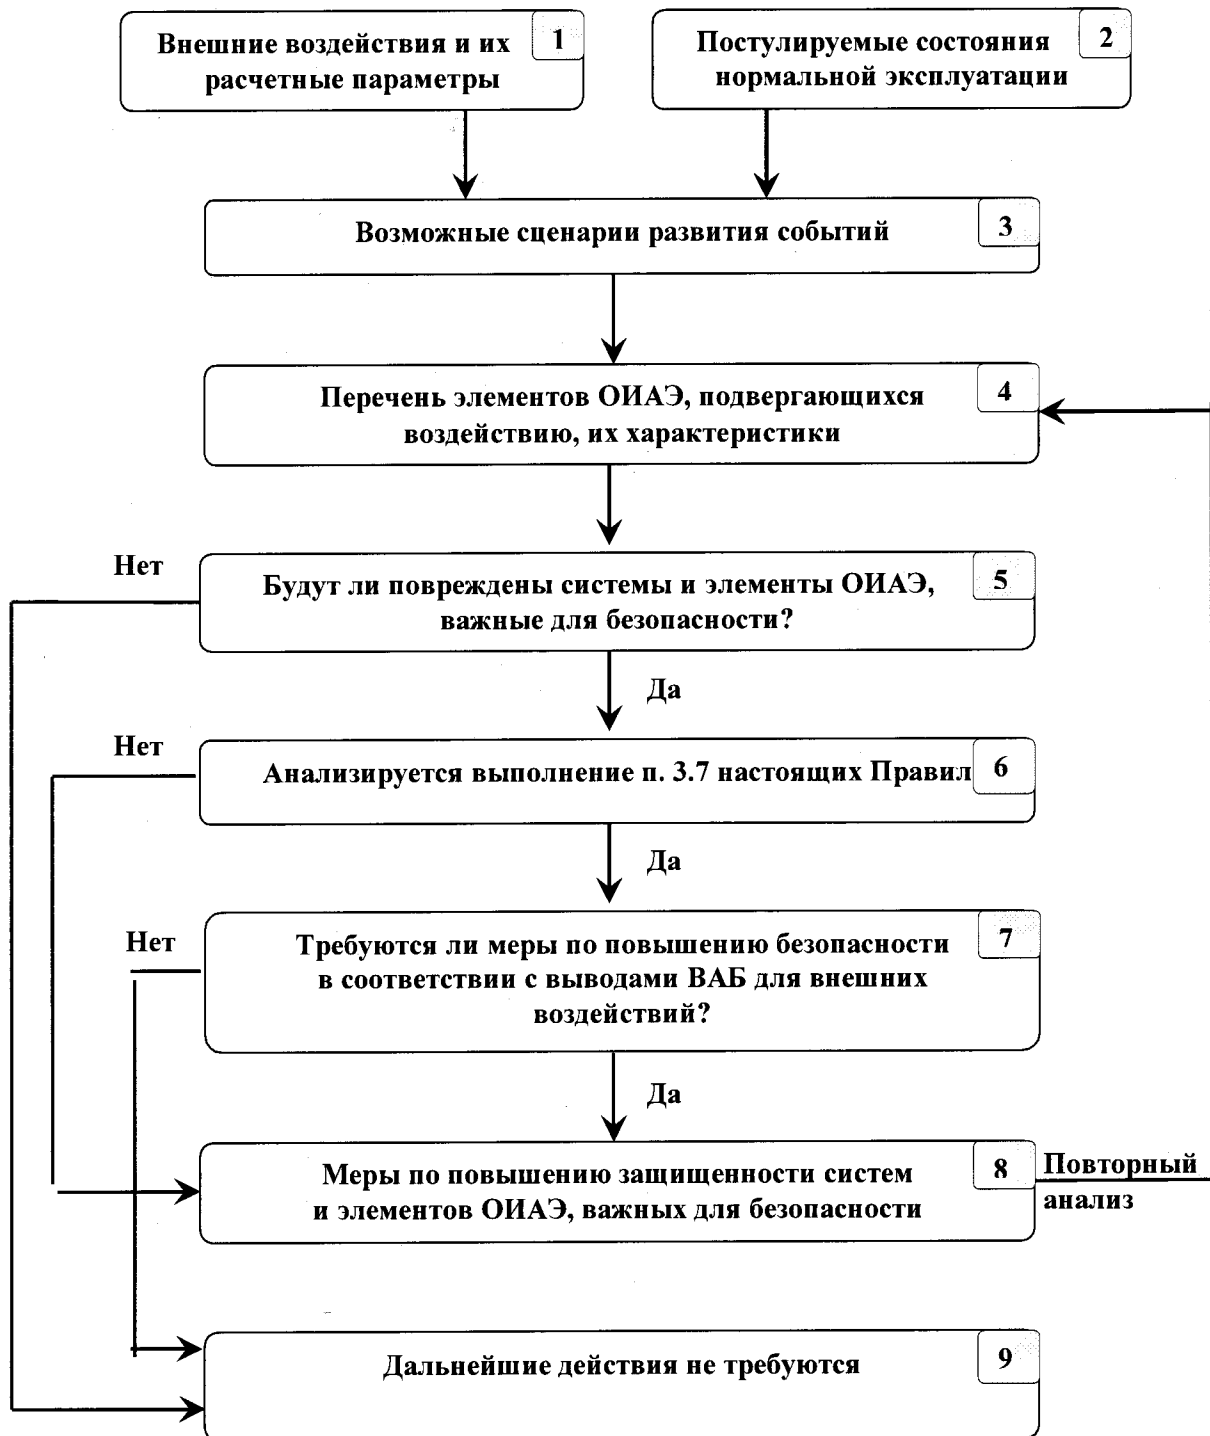 Внешние воздействия и их
расчетные параметры
1
Постулируемые состояния
нормальной эксплуатации
2
Возможные сценарии развития событий
3
Перечень элементов ОИАЭ, подвергающихся
воздействию, их характеристики
4
Нет
Будут ли повреждены системы и элементы ОИАЭ,
важные для безопасности?
5
Да
Нет
Анализируется выполнение п. 3.7 настоящих Правил
6
Да
Нет
Требуются ли меры по повышению безопасности
в соответствии с выводами ВАБ для внешних
воздействий?
7
Да
Меры по повышению защищенности систем
и элементов ОИАЭ, важных для безопасности
8
Повторный
анализ
Дальнейшие действия не требуются
9